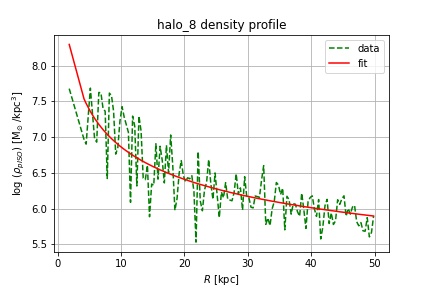 halo_8 density profile
log (ρ_pISO) [M⊙ /kpc³]
8.0
7.5
7.0
6.5
6.0
5.5
0 10 20 30 40 50
R [kpc]
data
fit